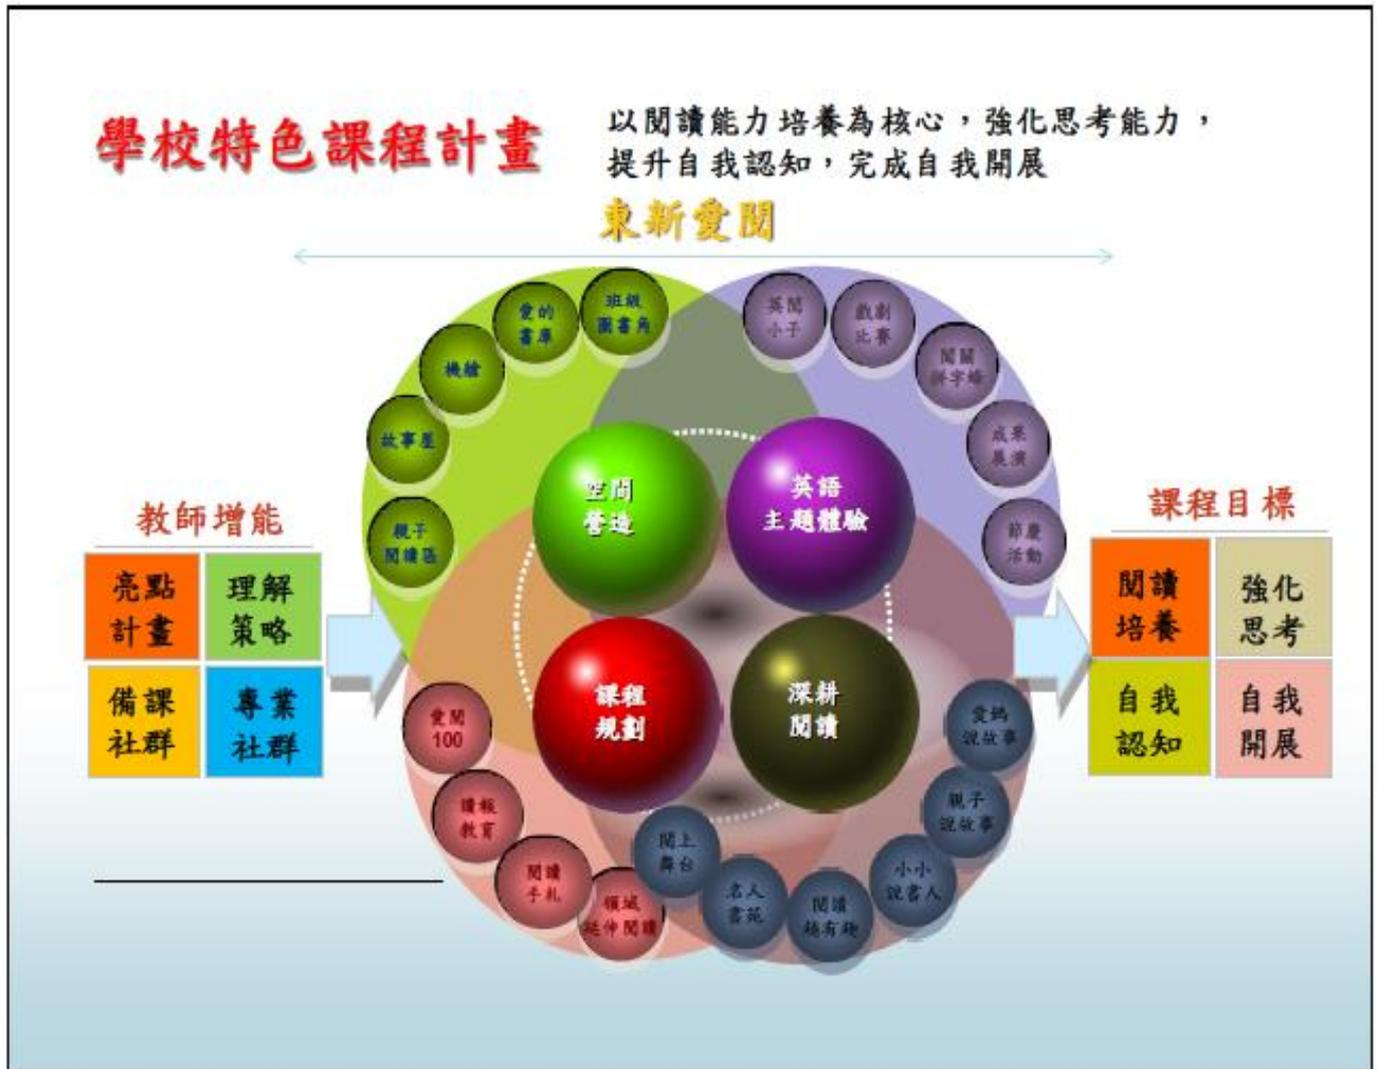 學校特色課程計畫
以閱讀能力培養為核心，強化思考能力，
提升自我認知，完成自我開展
東新愛閱
班級
圖書角
愛的
書庫
機艙
故事屋
親子
閱讀區
英閱
小子
戲劇
比賽
闖關
拼字蜂
成果
展演
節慶
活動
空間
營造
英語
主題體驗
課程
規劃
深耕
閱讀
教師增能
亮點
計畫
理解
策略
備課
社群
專業
社群
課程目標
閱讀
培養
強化
思考
自我
認知
自我
開展
愛閱
100
讀報
教育
閱讀
手札
領域
延伸閱讀
閱上
舞台
名人
書苑
閱讀
越有趣
小小
說書人
親子
說故事
愛媽
說故事